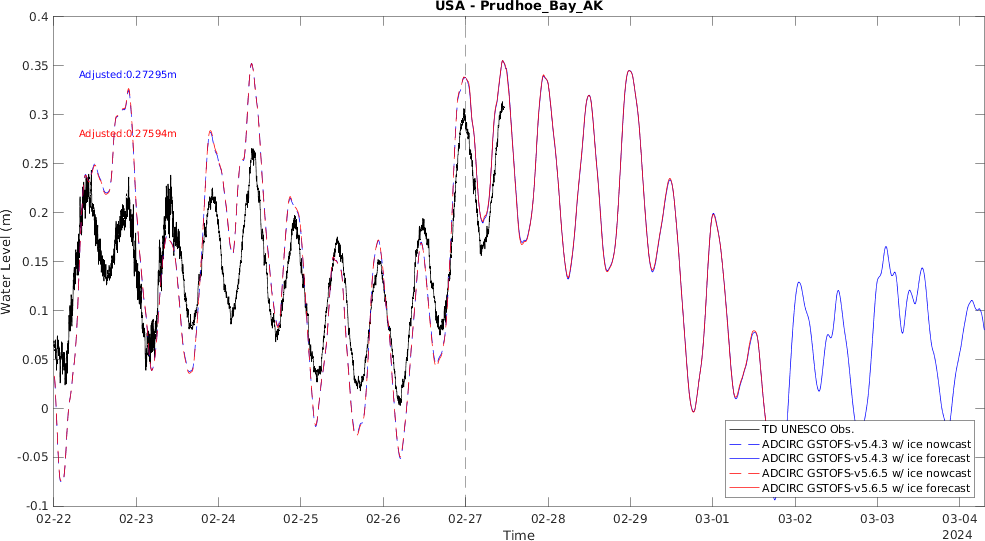 USA - Prudhoe_Bay_AK
0.4
0.35
0.3
0.25
0.2
0.15
0.1
0.05
0
-0.05
-0.1
Water Level (m)
Adjusted:0.27295m
Adjusted:0.27594m
TD UNESCO Obs.
ADCIRC GSTOFS-v5.4.3 w/ ice nowcast
ADCIRC GSTOFS-v5.4.3 w/ ice forecast
ADCIRC GSTOFS-v5.6.5 w/ ice nowcast
ADCIRC GSTOFS-v5.6.5 w/ ice forecast
02-22 02-23 02-24 02-25 02-26 02-27 02-28 02-29 03-01 03-02 03-03 03-04
Time
2024